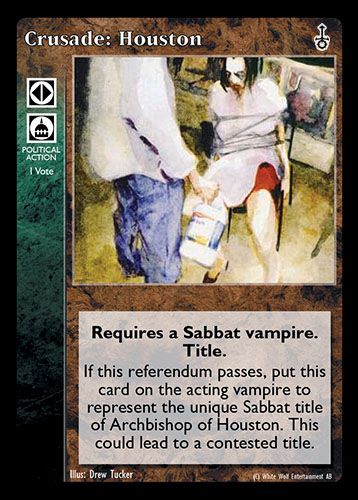 Crusade: Houston
POLITICAL
ACTION
1 Vote
Requires a Sabbat vampire.
Title.
If this referendum passes, put this
card on the acting vampire to
represent the unique Sabbat title
of Archbishop of Houston. This
could lead to a contested title.
Illus: Drew Tucker
(C) White Wolf Entertainment AB